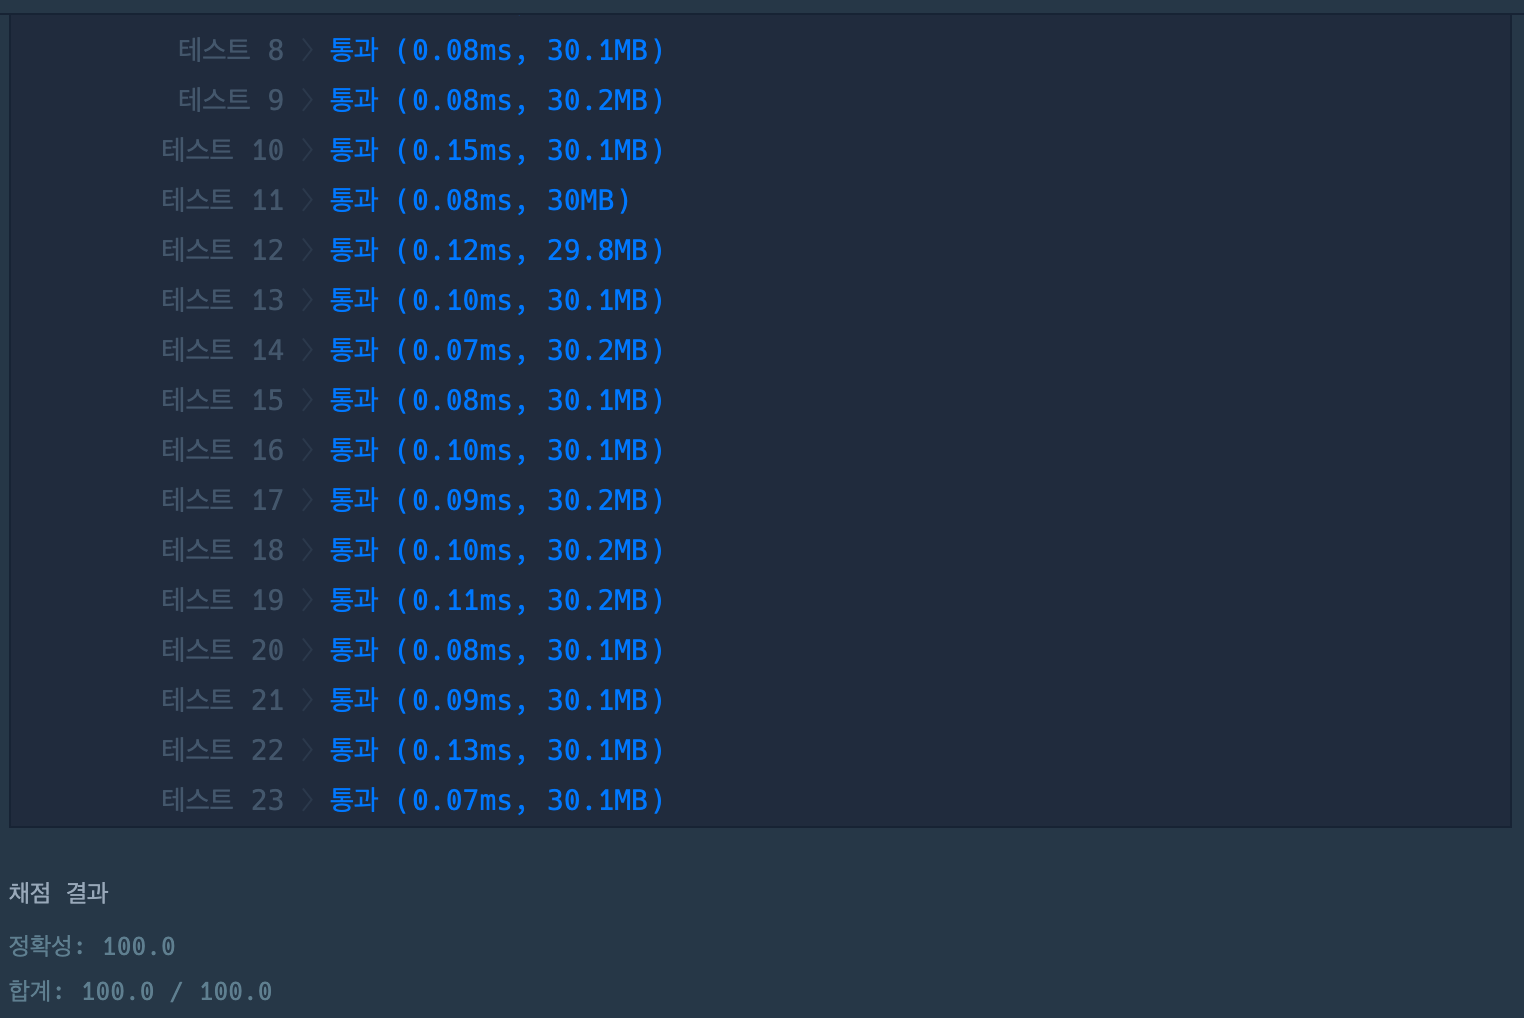 테스트 8 〉 통과 (0.08ms, 30.1MB)
테스트 9 〉 통과 (0.08ms, 30.2MB)
테스트 10 〉 통과 (0.15ms, 30.1MB)
테스트 11 〉 통과 (0.08ms, 30MB)
테스트 12 〉 통과 (0.12ms, 29.8MB)
테스트 13 〉 통과 (0.10ms, 30.1MB)
테스트 14 〉 통과 (0.07ms, 30.2MB)
테스트 15 〉 통과 (0.08ms, 30.1MB)
테스트 16 〉 통과 (0.10ms, 30.1MB)
테스트 17 〉 통과 (0.09ms, 30.2MB)
테스트 18 〉 통과 (0.10ms, 30.2MB)
테스트 19 〉 통과 (0.11ms, 30.2MB)
테스트 20 〉 통과 (0.08ms, 30.1MB)
테스트 21 〉 통과 (0.09ms, 30.1MB)
테스트 22 〉 통과 (0.13ms, 30.1MB)
테스트 23 〉 통과 (0.07ms, 30.1MB)
채점 결과
정확성: 100.0
합계: 100.0 / 100.0